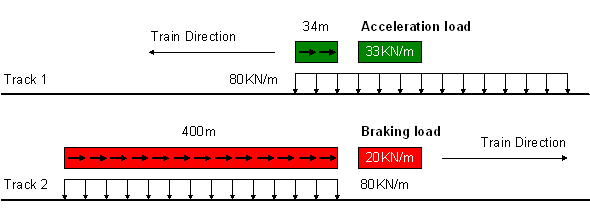 34m Acceleration load
Train Direction
33KN/m
Track 1 80KN/m
400m Braking load
Train Direction
20KN/m
Track 2 80KN/m